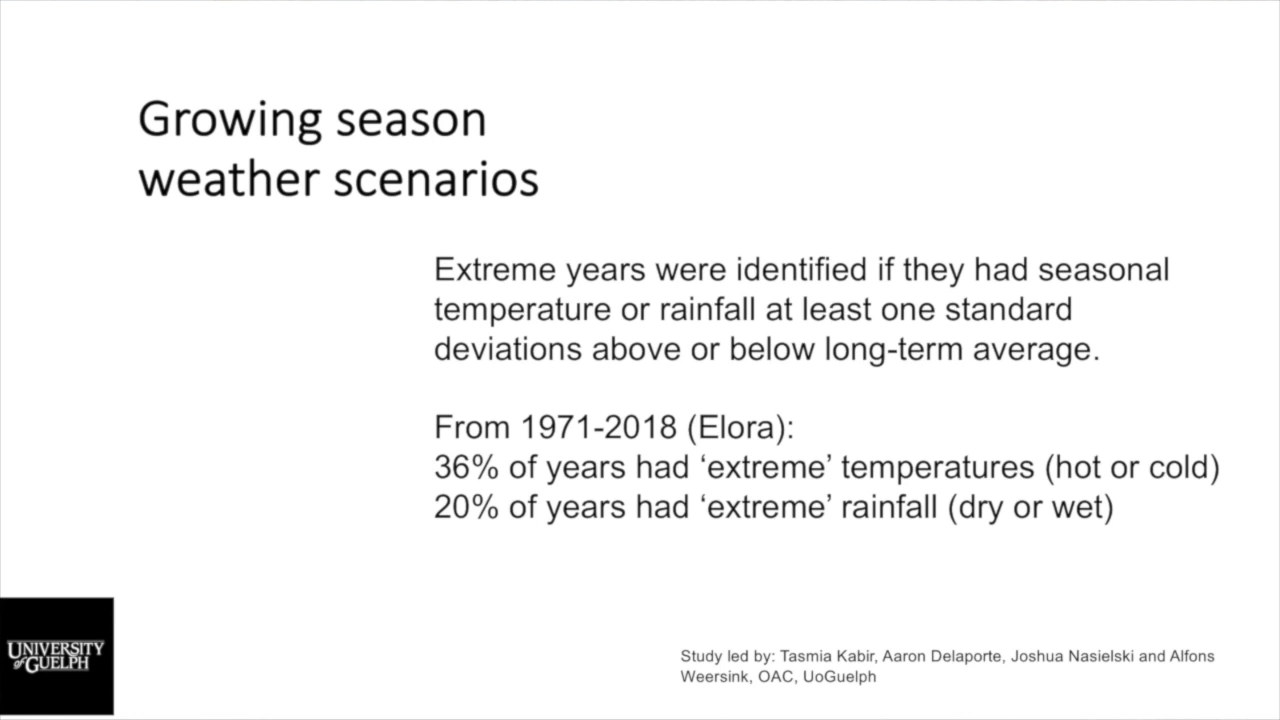 Growing season
weather scenarios
Extreme years were identified if they had seasonal
temperature or rainfall at least one standard
deviations above or below long-term average.
From 1971-2018 (Elora):
36% of years had ‘extreme’ temperatures (hot or cold)
20% of years had ‘extreme’ rainfall (dry or wet)
UNIVERSITY
of GUELPH
Study led by: Tasmia Kabir, Aaron Delaporte, Joshua Nasielski and Alfons
Weersink, OAC, UoGuelph